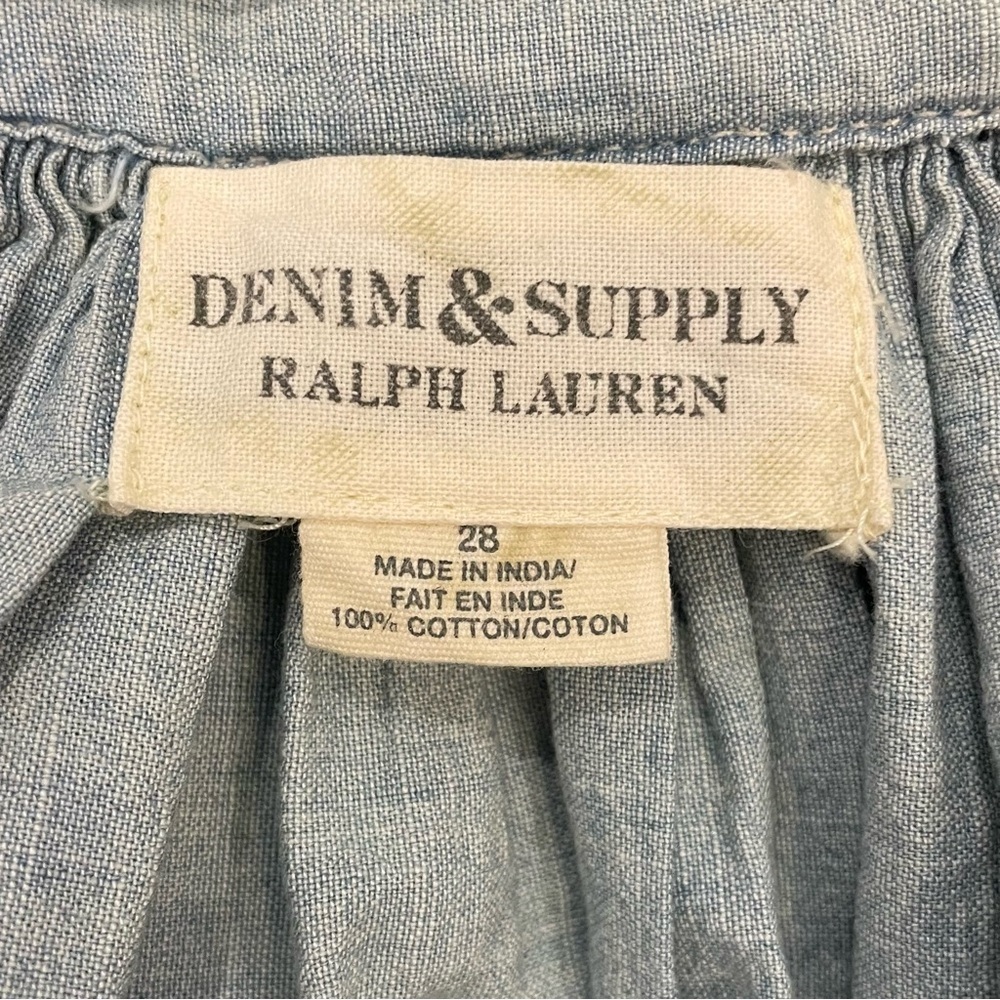 DENIM & SUPPLY
RALPH LAUREN
28
MADE IN INDIA/
FAIT EN INDE
100% COTTON/COTON